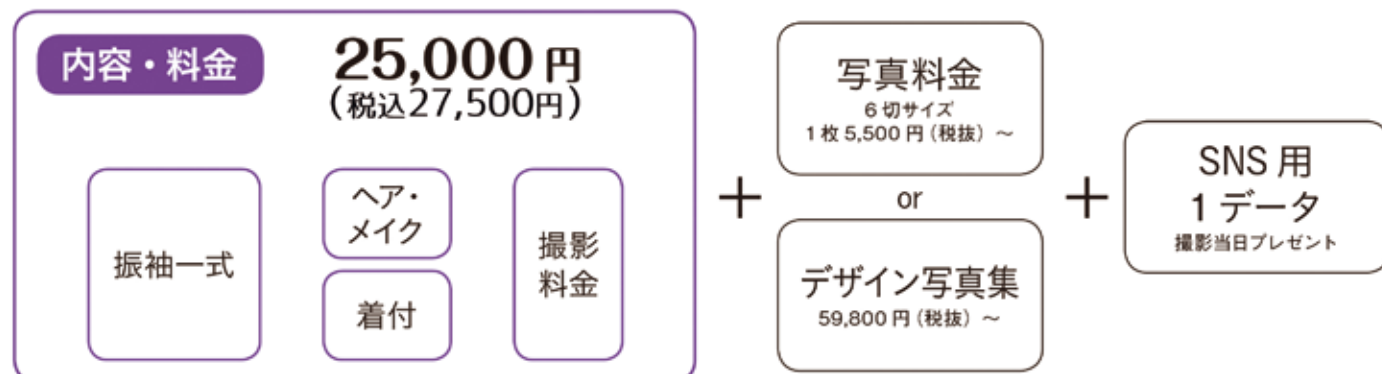 内容・料金
25,000円
(税込27,500円)
振袖一式
ヘア・
メイク
着付
撮影
料金
+
写真料金
6切サイズ
1枚5,500円(税抜)～
or
デザイン写真集
59,800円(税抜)～
+
SNS用
1データ
撮影当日プレゼント